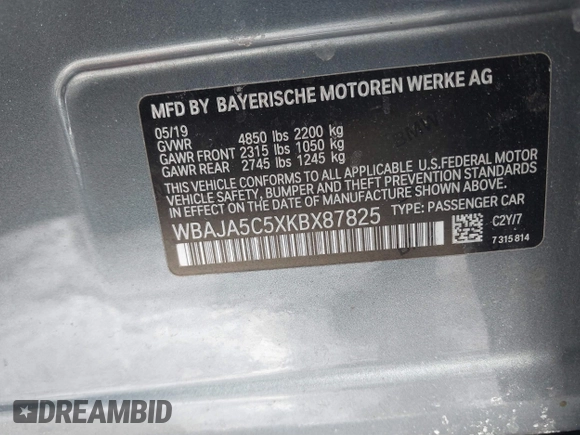 MFD BY BAYERISCHE MOTOREN WERKE AG
05/19
GVWR 4850 lbs 2200 kg
GAWR FRONT 2315 lbs 1050 kg
GAWR REAR 2745 lbs 1245 kg
THIS VEHICLE CONFORMS TO ALL APPLICABLE U.S.FEDERAL MOTOR
VEHICLE SAFETY, BUMPER AND THEFT PREVENTION STANDARDS
IN EFFECT ON THE DATE OF MANUFACTURE SHOWN ABOVE.
WBAJA5C5XKBX87825 TYPE: PASSENGER CAR
C2Y/7
7 315 814
DREAMBID